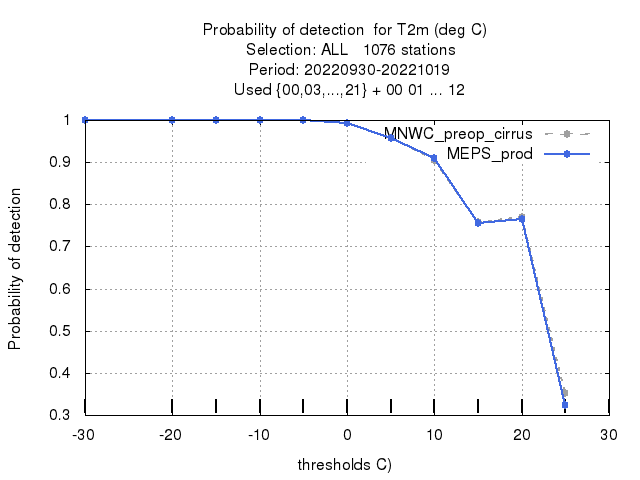 Probability of detection  for T2m (deg C)
Selection: ALL   1076 stations
Period: 20220930-20221019
Used {00,03,...,21} + 00 01 ... 12
MNWC_preop_cirrus
MEPS_prod
Probability of detection
1
0.9
0.8
0.7
0.6
0.5
0.4
0.3
-30 -20 -10 0 10 20 30
thresholds C)